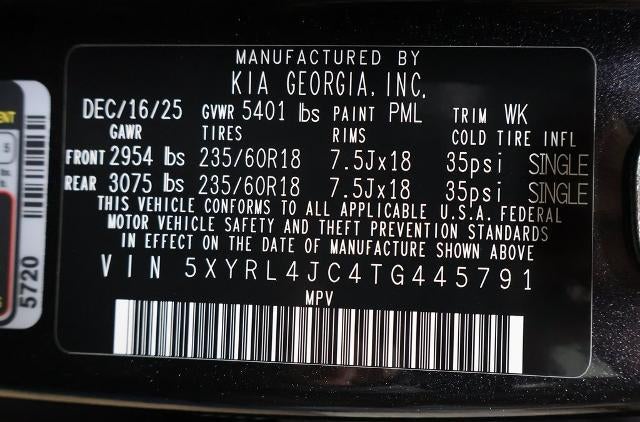 MANUFACTURED BY
KIA GEORGIA, INC.
DEC/16/25 GVWR 5401 lbs PAINT PML TRIM WK
GAWR TIRES RIMS COLD TIRE INFL
FRONT 2954 lbs 235/60R18 7.5Jx18 35psi SINGLE
REAR 3075 lbs 235/60R18 7.5Jx18 35psi SINGLE
THIS VEHICLE CONFORMS TO ALL APPLICABLE U.S.A. FEDERAL
MOTOR VEHICLE SAFETY AND THEFT PREVENTION STANDARDS
IN EFFECT ON THE DATE OF MANUFACTURE SHOWN ABOVE
VIN 5XYRL4JC4TG445791
MPV
5720